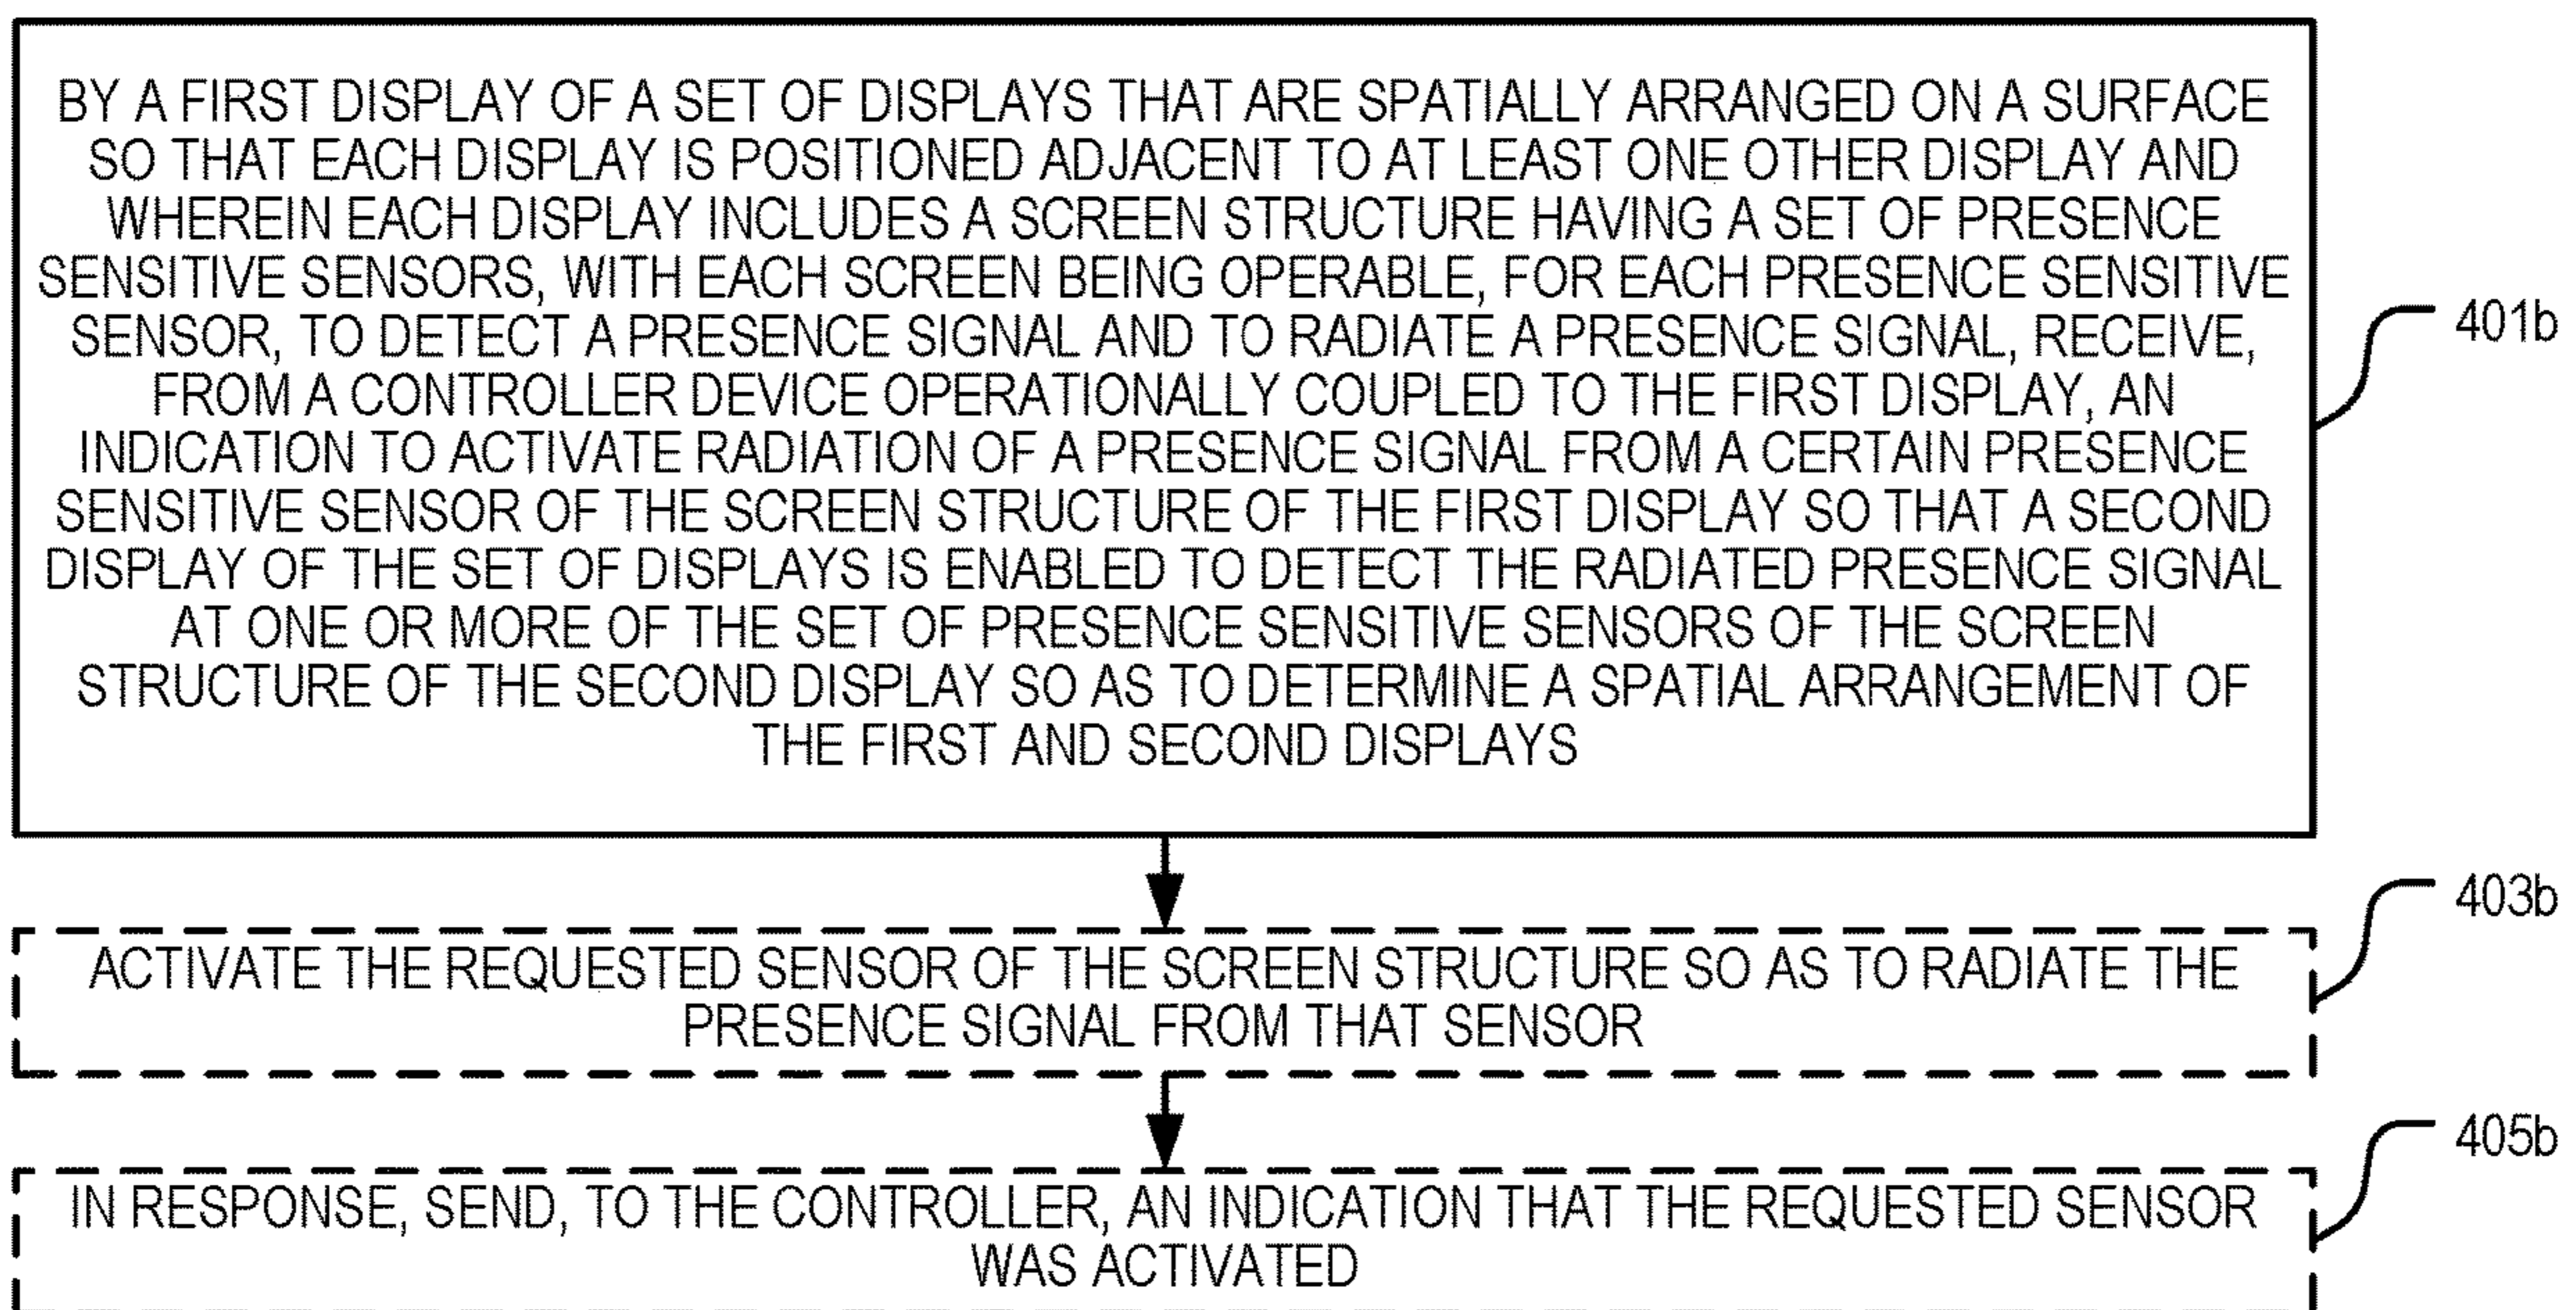 BY A FIRST DISPLAY OF A SET OF DISPLAYS THAT ARE SPATIALLY ARRANGED ON A SURFACE
SO THAT EACH DISPLAY IS POSITIONED ADJACENT TO AT LEAST ONE OTHER DISPLAY AND
WHEREIN EACH DISPLAY INCLUDES A SCREEN STRUCTURE HAVING A SET OF PRESENCE
SENSITIVE SENSORS, WITH EACH SCREEN BEING OPERABLE, FOR EACH PRESENCE SENSITIVE
SENSOR, TO DETECT A PRESENCE SIGNAL AND TO RADIATE A PRESENCE SIGNAL, RECEIVE,
FROM A CONTROLLER DEVICE OPERATIONALLY COUPLED TO THE FIRST DISPLAY, AN
INDICATION TO ACTIVATE RADIATION OF A PRESENCE SIGNAL FROM A CERTAIN PRESENCE
SENSITIVE SENSOR OF THE SCREEN STRUCTURE OF THE FIRST DISPLAY SO THAT A SECOND
DISPLAY OF THE SET OF DISPLAYS IS ENABLED TO DETECT THE RADIATED PRESENCE SIGNAL
AT ONE OR MORE OF THE SET OF PRESENCE SENSITIVE SENSORS OF THE SCREEN
STRUCTURE OF THE SECOND DISPLAY SO AS TO DETERMINE A SPATIAL ARRANGEMENT OF
THE FIRST AND SECOND DISPLAYS
401b
ACTIVATE THE REQUESTED SENSOR OF THE SCREEN STRUCTURE SO AS TO RADIATE THE
PRESENCE SIGNAL FROM THAT SENSOR
403b
IN RESPONSE, SEND, TO THE CONTROLLER, AN INDICATION THAT THE REQUESTED SENSOR
WAS ACTIVATED
405b